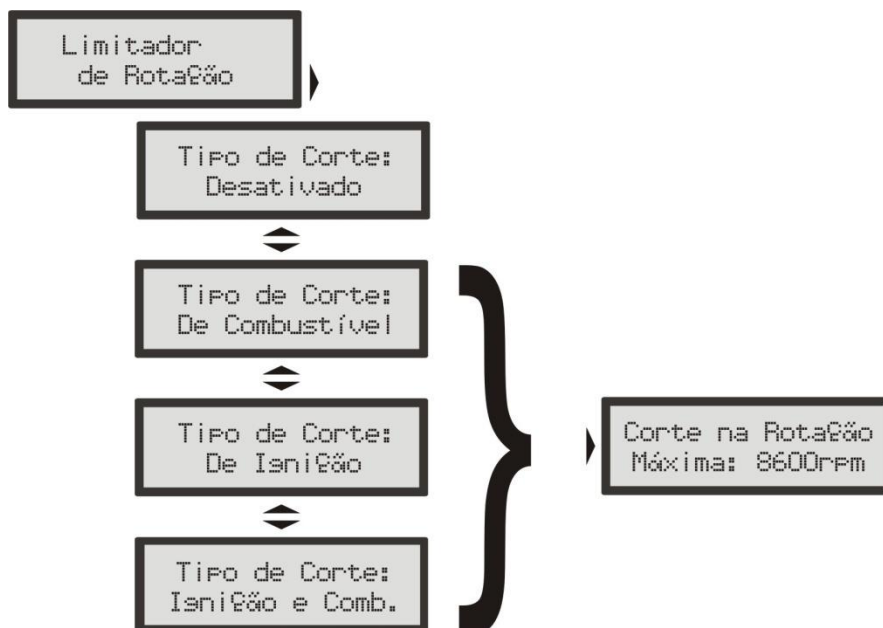 Limitador
de Rotação
Tipo de Corte:
Desativado
Tipo de Corte:
De Combustível
Tipo de Corte:
De Ignição
Tipo de Corte:
Ignição e Comb.
Corte na Rotação
Máxima: 8600rpm